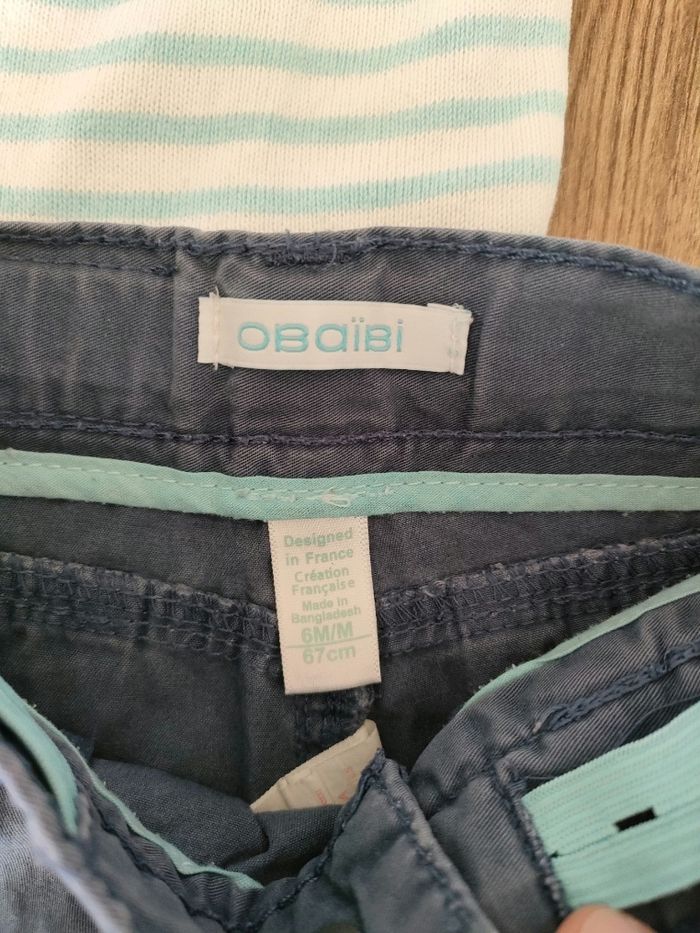 OBAÏBI
Designed
in France
Création
Française
Made in
Bangladesh
6M/M
67cm